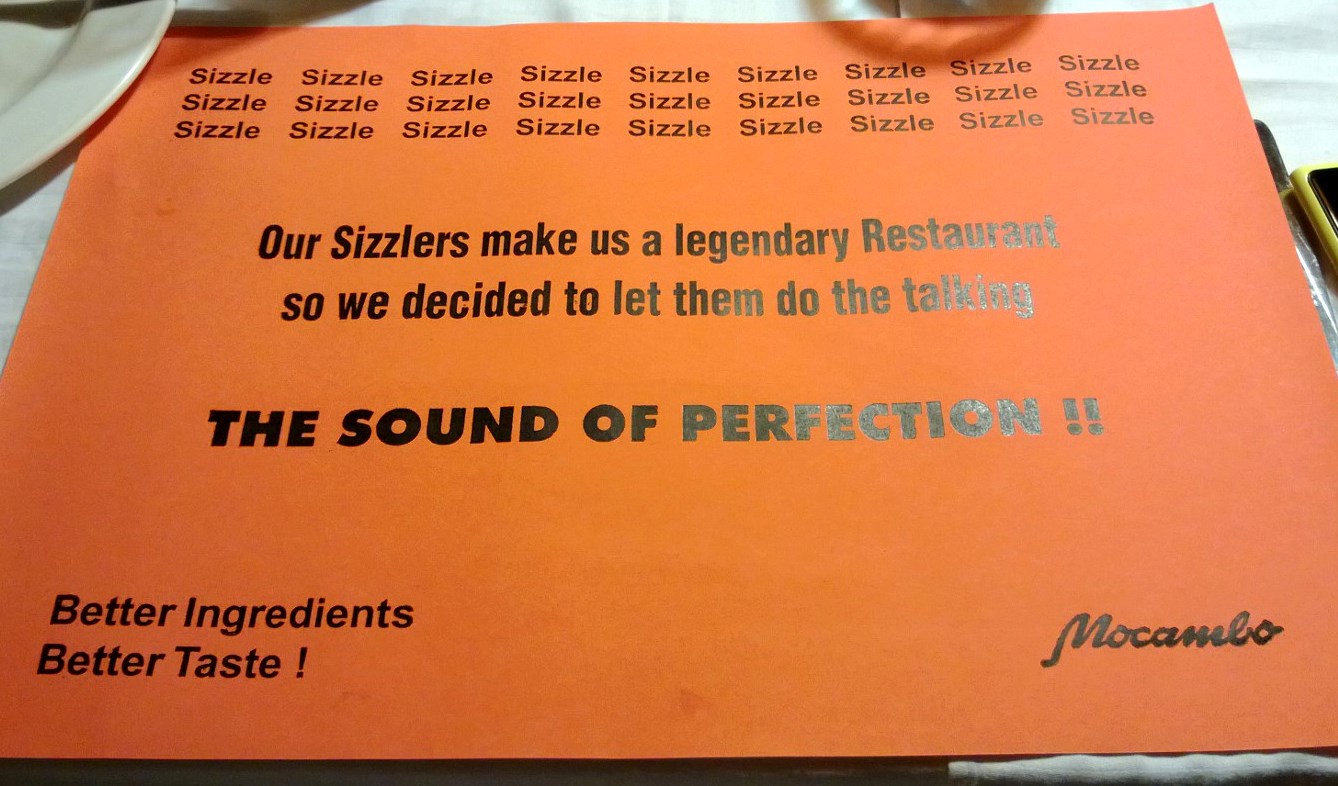 Sizzle Sizzle Sizzle Sizzle Sizzle Sizzle Sizzle Sizzle Sizzle
Sizzle Sizzle Sizzle Sizzle Sizzle Sizzle Sizzle Sizzle Sizzle
Sizzle Sizzle Sizzle Sizzle Sizzle Sizzle Sizzle Sizzle Sizzle
Our Sizzlers make us a legendary Restaurant
so we decided to let them do the talking
THE SOUND OF PERFECTION !!
Better Ingredients
Better Taste !
Mocambo